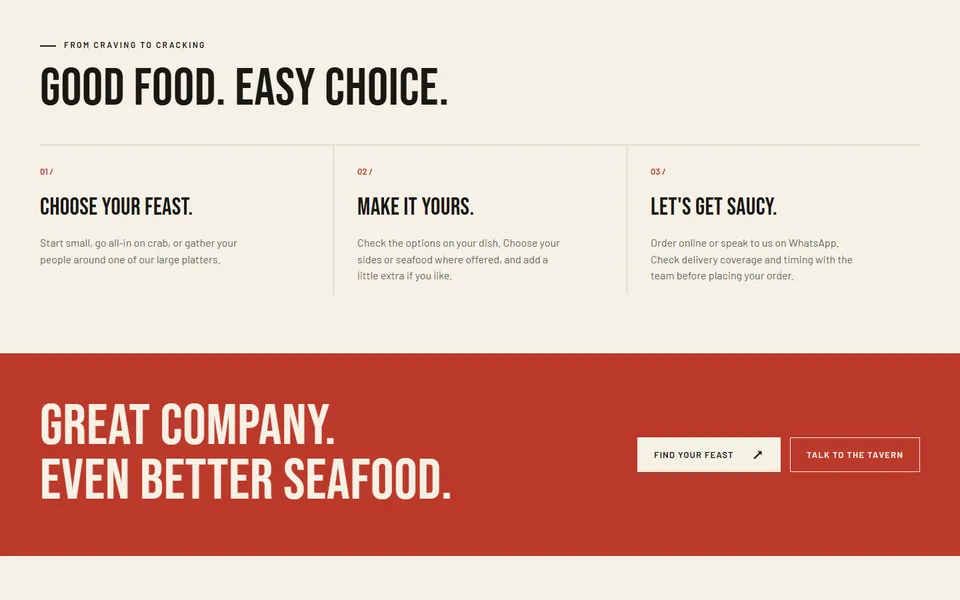 FROM CRAVING TO CRACKING
GOOD FOOD. EASY CHOICE.
01 /
CHOOSE YOUR FEAST.
Start small, go all-in on crab, or gather your
people around one of our large platters.
02 /
MAKE IT YOURS.
Check the options on your dish. Choose your
sides or seafood where offered, and add a
little extra if you like.
03 /
LET'S GET SAUCY.
Order online or speak to us on WhatsApp.
Check delivery coverage and timing with the
team before placing your order.
GREAT COMPANY.
EVEN BETTER SEAFOOD.
FIND YOUR FEAST ↗
TALK TO THE TAVERN